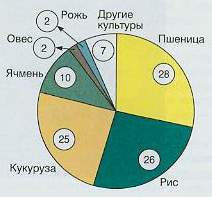 2
Рожь
Другие
культуры
Овес
2
7
Пшеница
Ячмень
10
28
25
26
Кукуруза
Рис